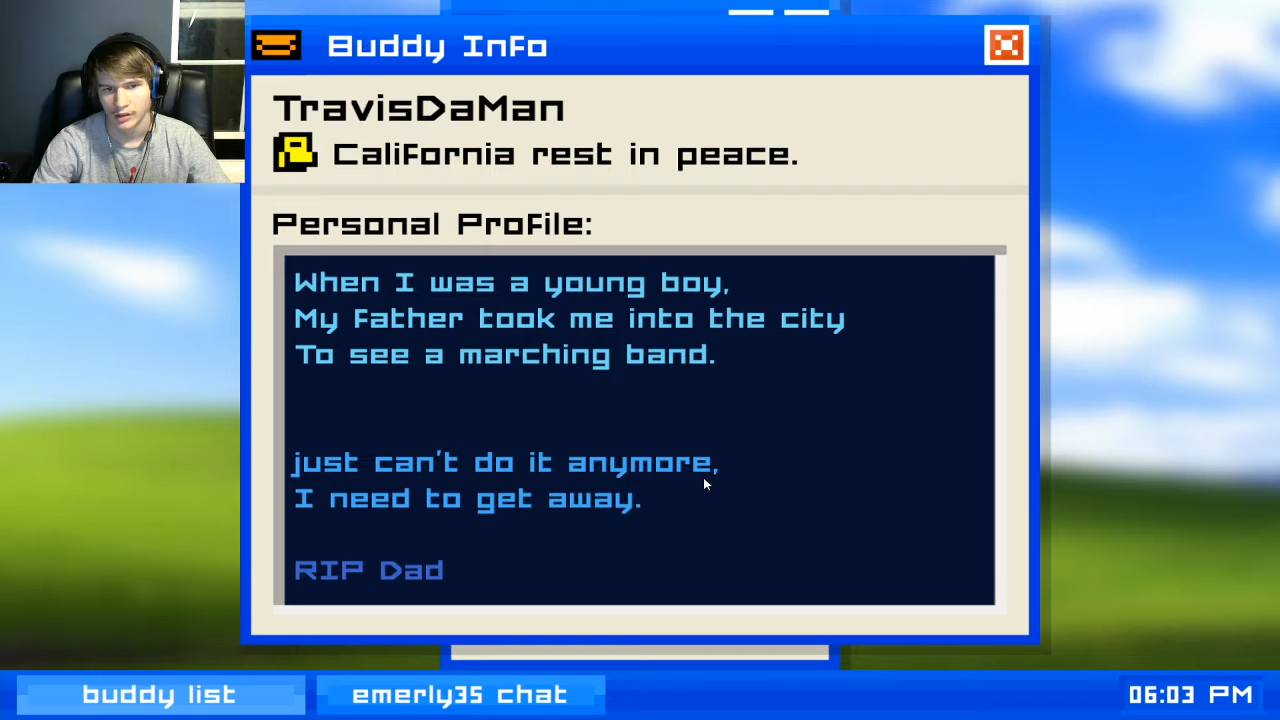 Buddy Info
TravisDaMan
California rest in peace.
Personal Profile:
When I was a young boy,
My father took me into the city
To see a marching band.
just can't do it anymore,
I need to get away.
RIP Dad
buddy list
emerly35 chat
06:03 PM